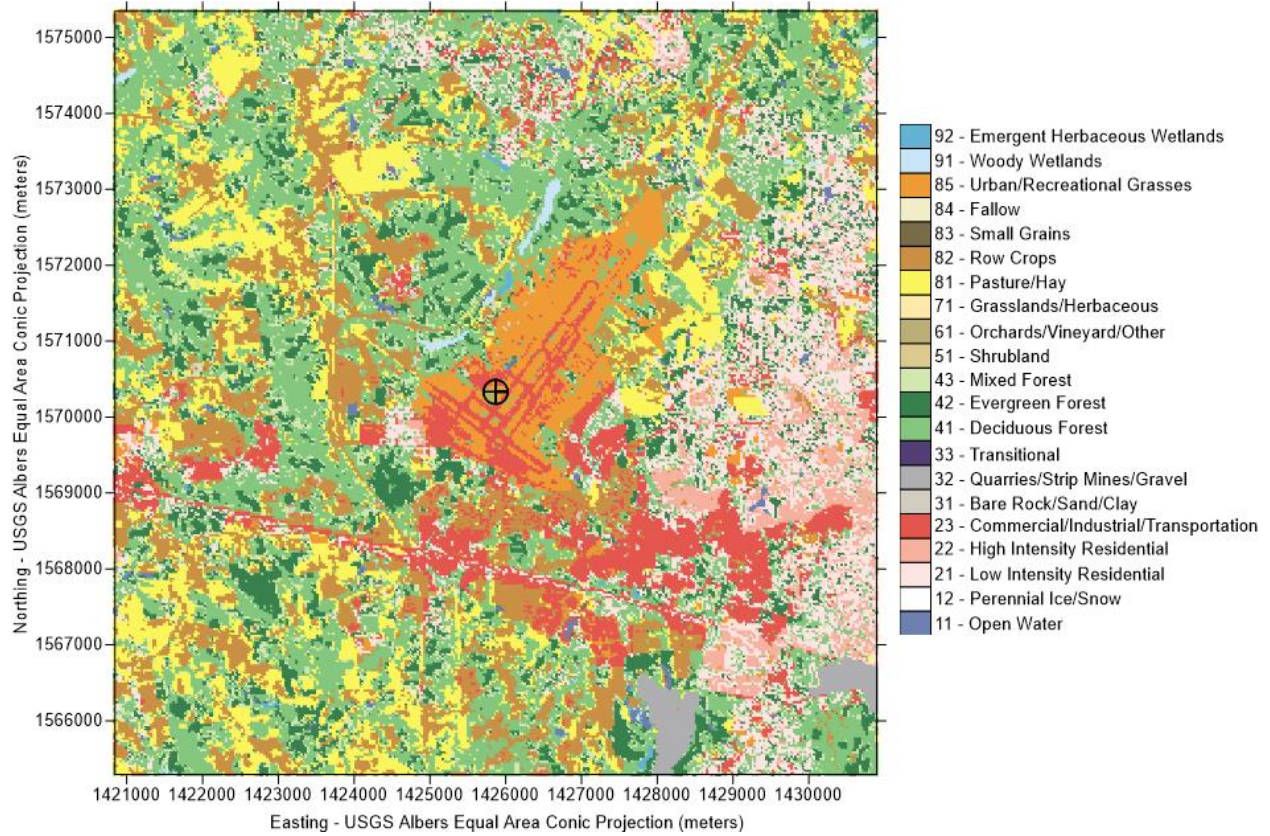 1575000
1574000
1573000
1572000
1571000
1570000
1569000
1568000
1567000
1566000
Northing - USGS Albers Equal Area Conic Projection (meters)
1421000 1422000 1423000 1424000 1425000 1426000 1427000 1428000 1429000 1430000
Easting - USGS Albers Equal Area Conic Projection (meters)
92 - Emergent Herbaceous Wetlands
91 - Woody Wetlands
85 - Urban/Recreational Grasses
84 - Fallow
83 - Small Grains
82 - Row Crops
81 - Pasture/Hay
71 - Grasslands/Herbaceous
61 - Orchards/Vineyard/Other
51 - Shrubland
43 - Mixed Forest
42 - Evergreen Forest
41 - Deciduous Forest
33 - Transitional
32 - Quarries/Strip Mines/Gravel
31 - Bare Rock/Sand/Clay
23 - Commercial/Industrial/Transportation
22 - High Intensity Residential
21 - Low Intensity Residential
12 - Perennial Ice/Snow
11 - Open Water